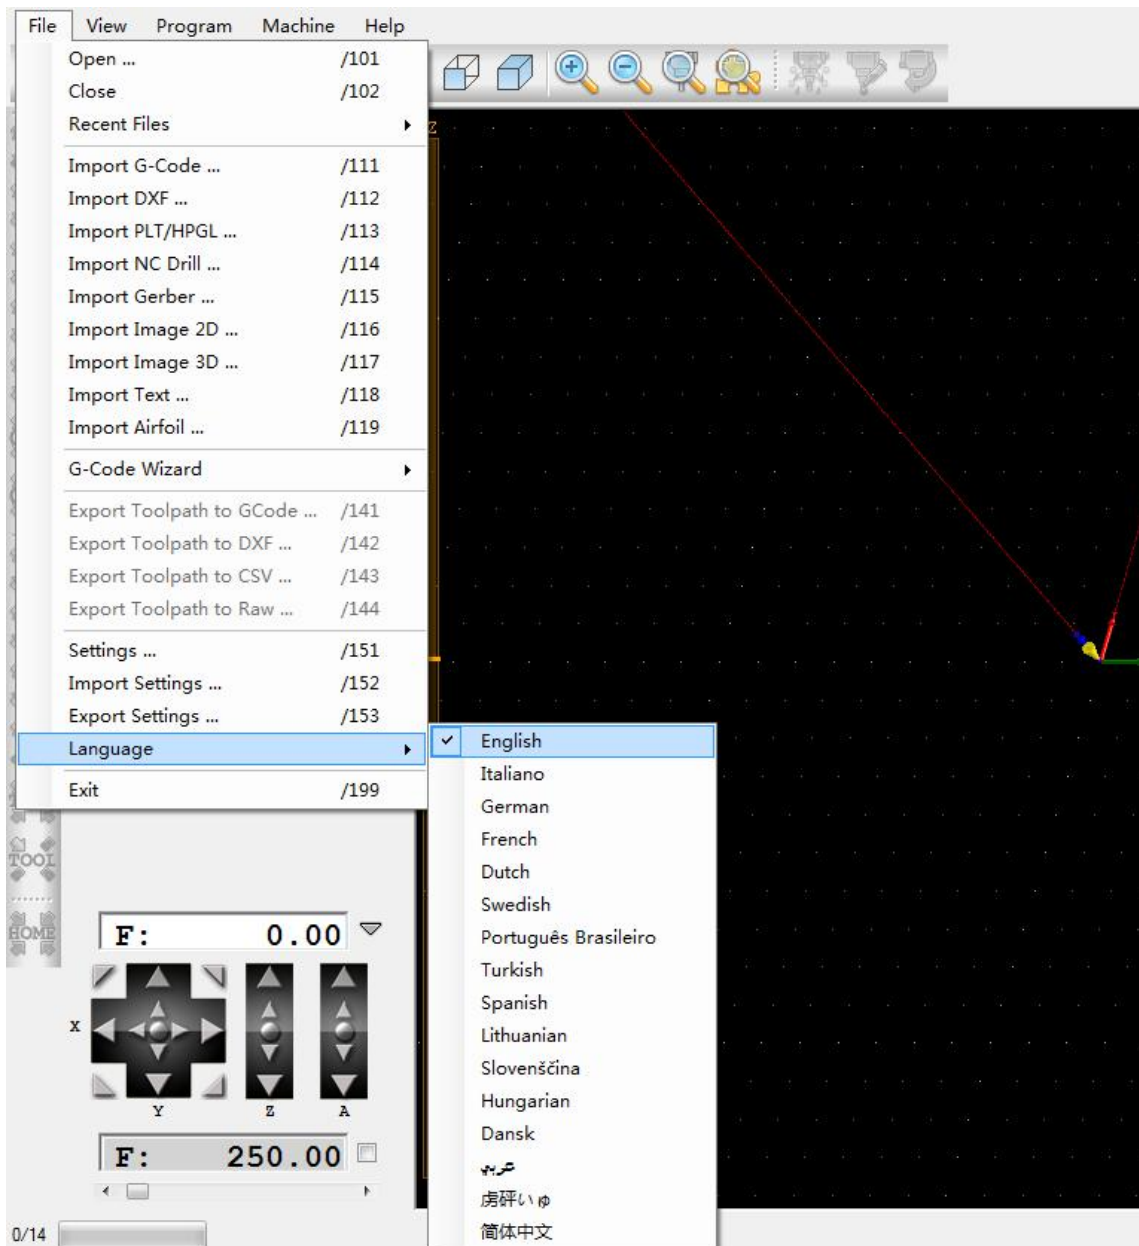 File View Program Machine Help
Open ... /101
Close /102
Recent Files
Import G-Code ... /111
Import DXF ... /112
Import PLT/HPGL ... /113
Import NC Drill ... /114
Import Gerber ... /115
Import Image 2D ... /116
Import Image 3D ... /117
Import Text ... /118
Import Airfoil ... /119
G-Code Wizard
Export Toolpath to GCode ... /141
Export Toolpath to DXF ... /142
Export Toolpath to CSV ... /143
Export Toolpath to Raw ... /144
Settings ... /151
Import Settings ... /152
Export Settings ... /153
Language
Exit /199
English
Italiano
German
French
Dutch
Swedish
Português Brasileiro
Turkish
Spanish
Lithuanian
Slovenščina
Hungarian
Dansk
عربي
虏砰いゅ
简体中文
Z
TOOL
HOME
F: 0.00
X
Y Z A
F: 250.00
0/14